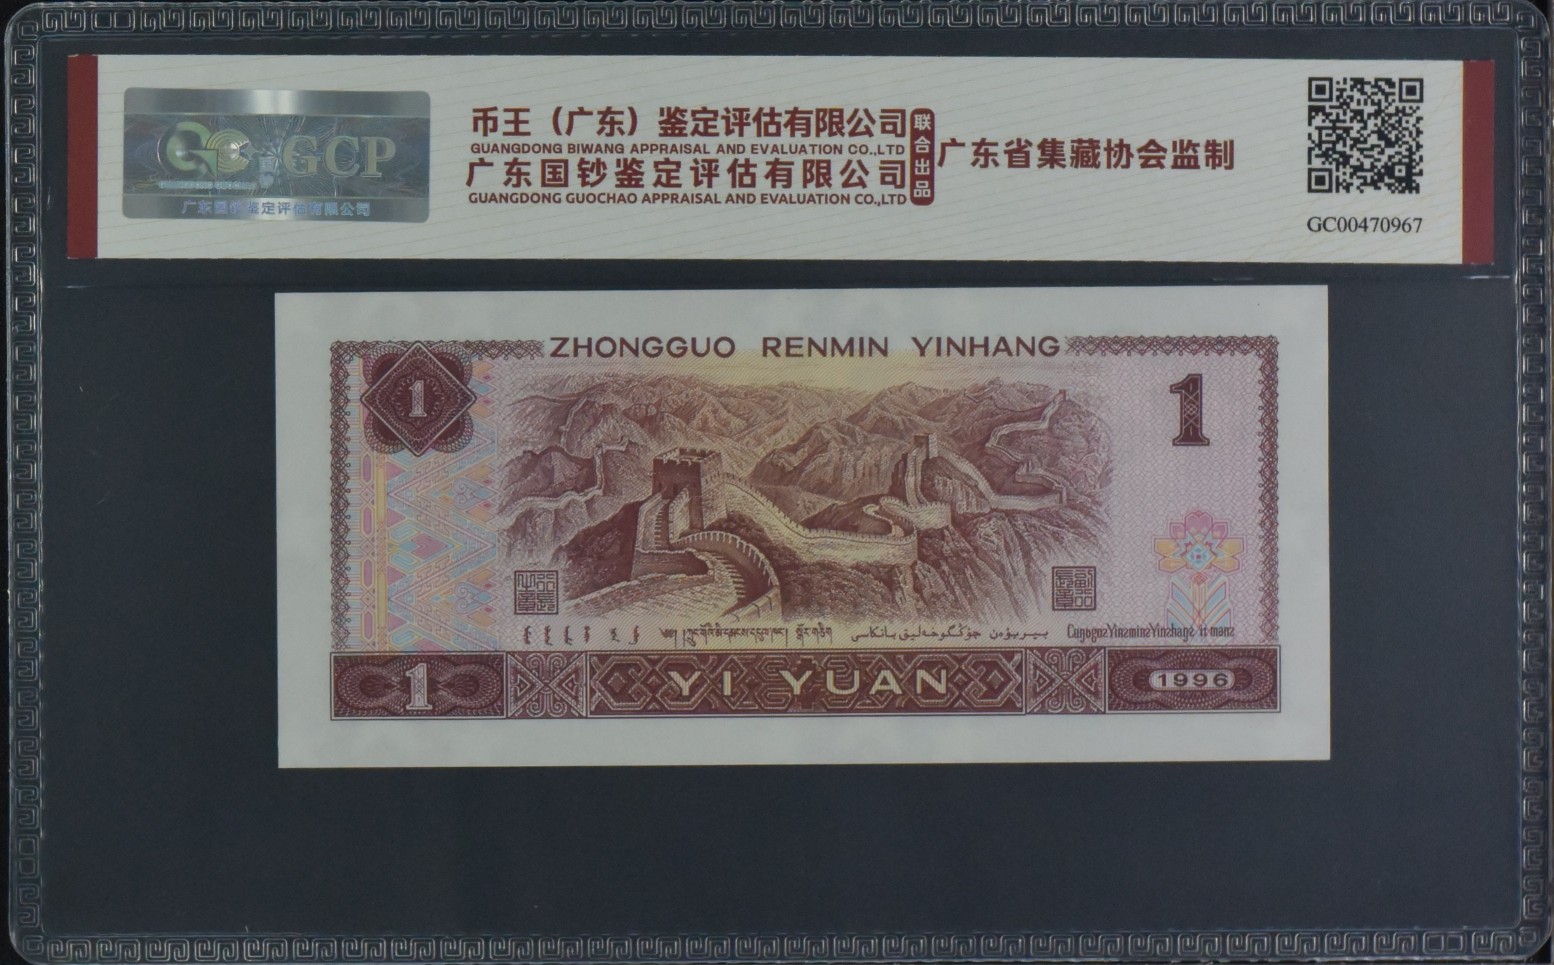 GCP
广东国钞鉴定评估有限公司
币王（广东）鉴定评估有限公司
GUANGDONG BIWANG APPRAISAL AND EVALUATION CO.,LTD
广东国钞鉴定评估有限公司
GUANGDONG GUOCHAO APPRAISAL AND EVALUATION CO.,LTD
联合出品
广东省集藏协会监制
GC00470967
ZHONGGUO RENMIN YINHANG
1
1
1 YI YUAN 1996